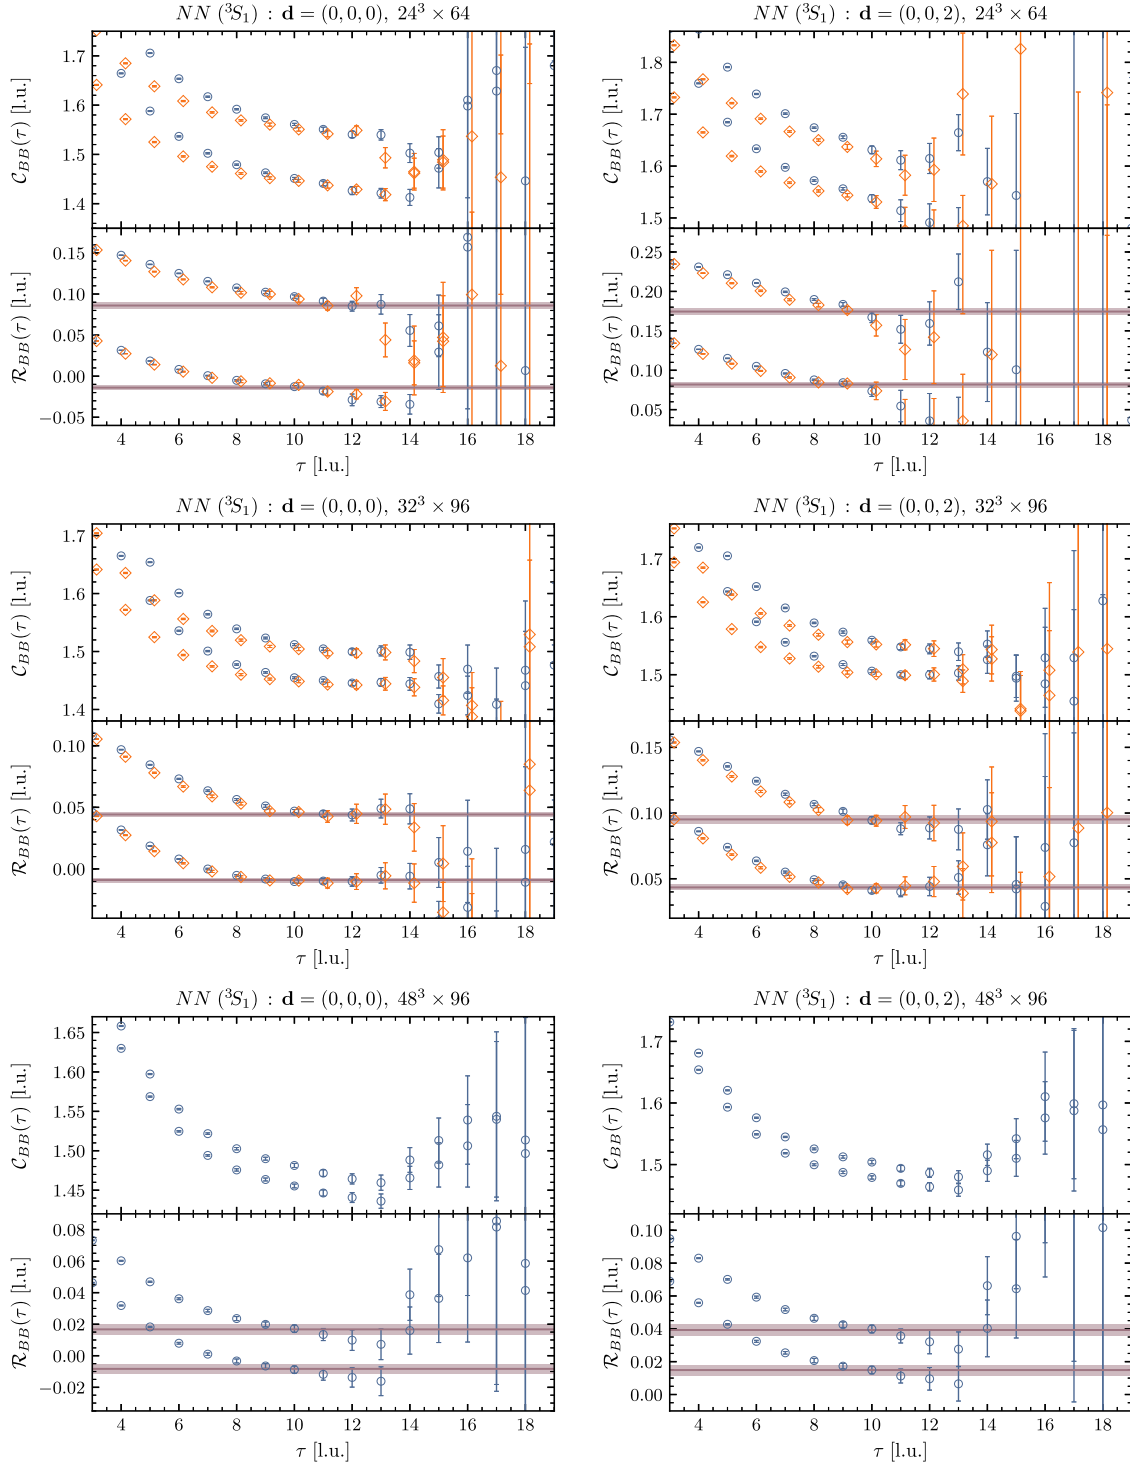 NN (³S₁) : d = (0, 0, 0), 24³ × 64
C_BB(τ) [l.u.]
1.7
1.6
1.5
1.4
R_BB(τ) [l.u.]
0.15
0.10
0.05
0.00
−0.05
4 6 8 10 12 14 16 18
τ [l.u.]
NN (³S₁) : d = (0, 0, 2), 24³ × 64
C_BB(τ) [l.u.]
1.8
1.7
1.6
1.5
R_BB(τ) [l.u.]
0.25
0.20
0.15
0.10
0.05
4 6 8 10 12 14 16 18
τ [l.u.]
NN (³S₁) : d = (0, 0, 0), 32³ × 96
C_BB(τ) [l.u.]
1.7
1.6
1.5
1.4
R_BB(τ) [l.u.]
0.10
0.05
0.00
4 6 8 10 12 14 16 18
τ [l.u.]
NN (³S₁) : d = (0, 0, 2), 32³ × 96
C_BB(τ) [l.u.]
1.7
1.6
1.5
R_BB(τ) [l.u.]
0.15
0.10
0.05
4 6 8 10 12 14 16 18
τ [l.u.]
NN (³S₁) : d = (0, 0, 0), 48³ × 96
C_BB(τ) [l.u.]
1.65
1.60
1.55
1.50
1.45
R_BB(τ) [l.u.]
0.08
0.06
0.04
0.02
0.00
−0.02
4 6 8 10 12 14 16 18
τ [l.u.]
NN (³S₁) : d = (0, 0, 2), 48³ × 96
C_BB(τ) [l.u.]
1.7
1.6
1.5
R_BB(τ) [l.u.]
0.10
0.08
0.06
0.04
0.02
0.00
4 6 8 10 12 14 16 18
τ [l.u.]